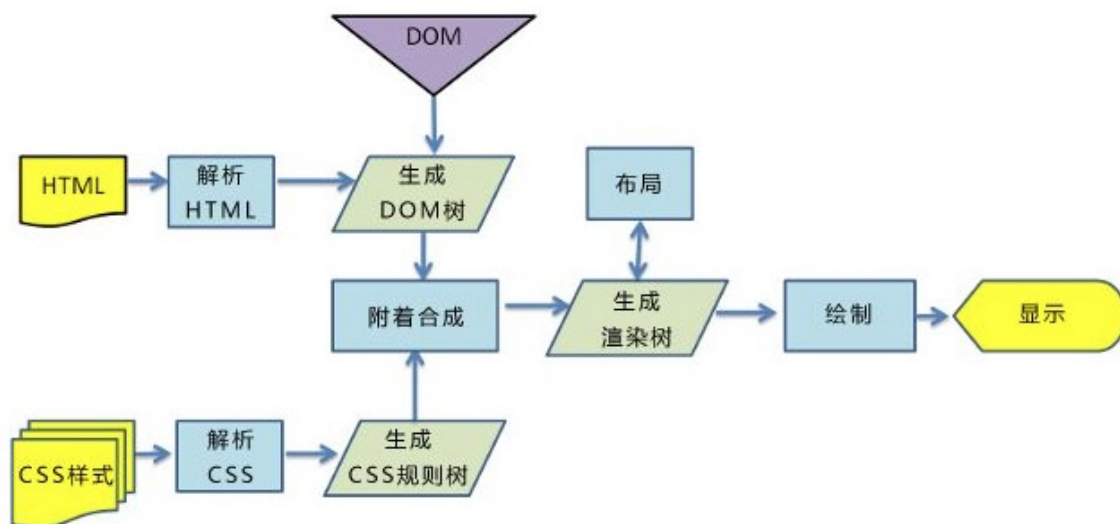 DOM
HTML
解析
HTML
生成
DOM树
布局
附着合成
生成
渲染树
绘制
显示
CSS样式
解析
CSS
生成
CSS规则树